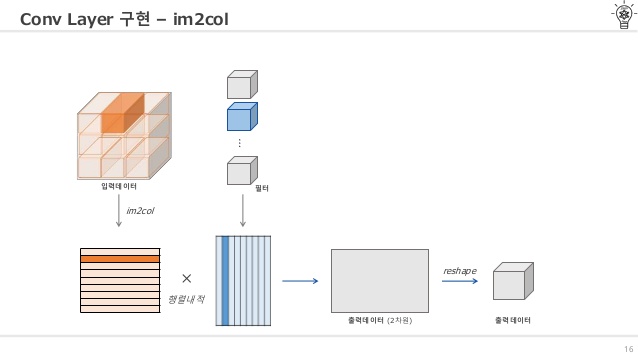 Conv Layer 구현 – im2col
⋮
입력데이터
필터
im2col
×
행렬내적
reshape
출력데이터 (2차원)
출력데이터
16